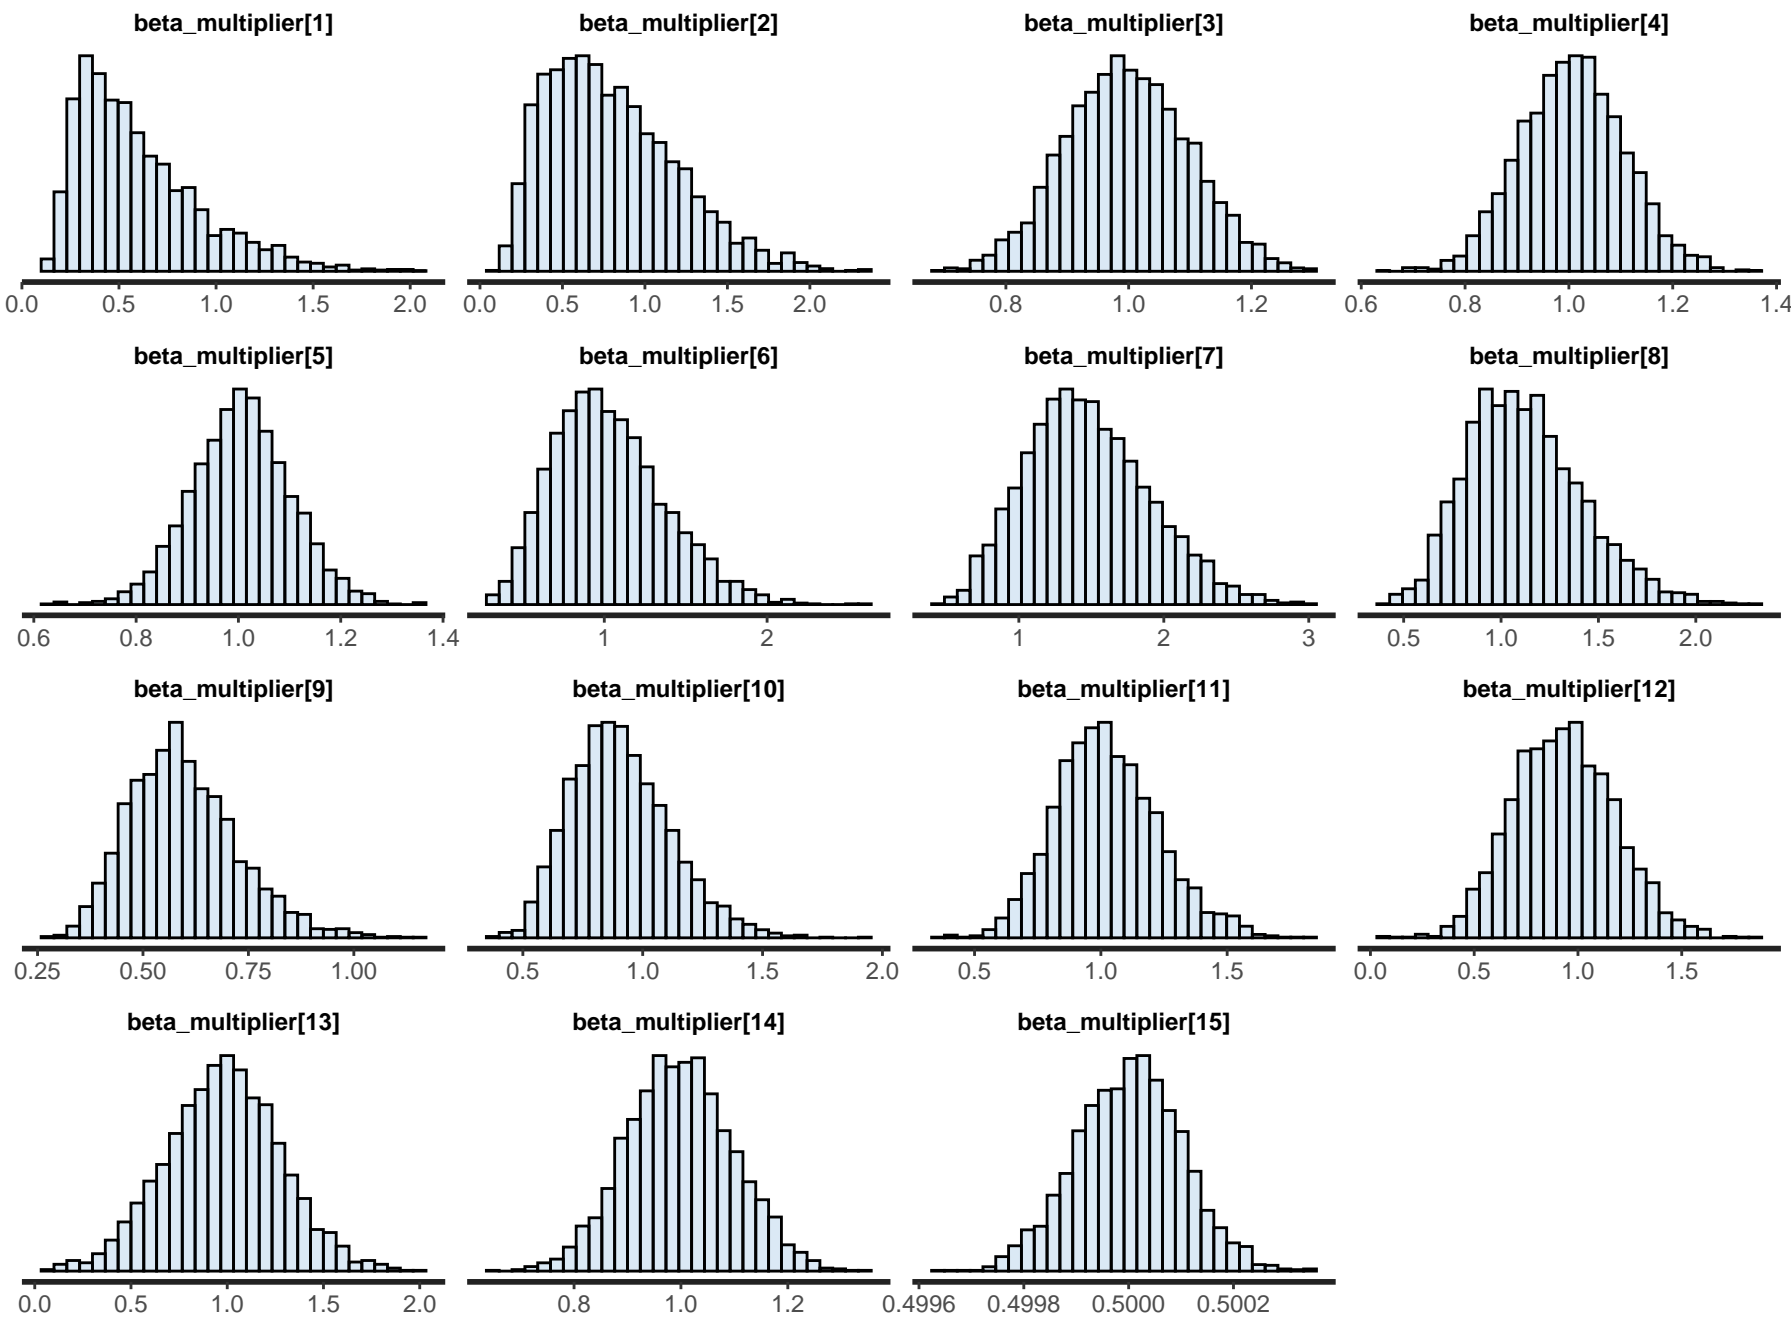 beta_multiplier[1] beta_multiplier[2] beta_multiplier[3] beta_multiplier[4]
0.0 0.5 1.0 1.5 2.0 0.0 0.5 1.0 1.5 2.0 0.8 1.0 1.2 0.6 0.8 1.0 1.2 1.4
beta_multiplier[5] beta_multiplier[6] beta_multiplier[7] beta_multiplier[8]
0.6 0.8 1.0 1.2 1.4 1 2 1 2 3 0.5 1.0 1.5 2.0
beta_multiplier[9] beta_multiplier[10] beta_multiplier[11] beta_multiplier[12]
0.25 0.50 0.75 1.00 0.5 1.0 1.5 2.0 0.5 1.0 1.5 0.0 0.5 1.0 1.5
beta_multiplier[13] beta_multiplier[14] beta_multiplier[15]
0.0 0.5 1.0 1.5 2.0 0.8 1.0 1.2 0.4996 0.4998 0.5000 0.5002